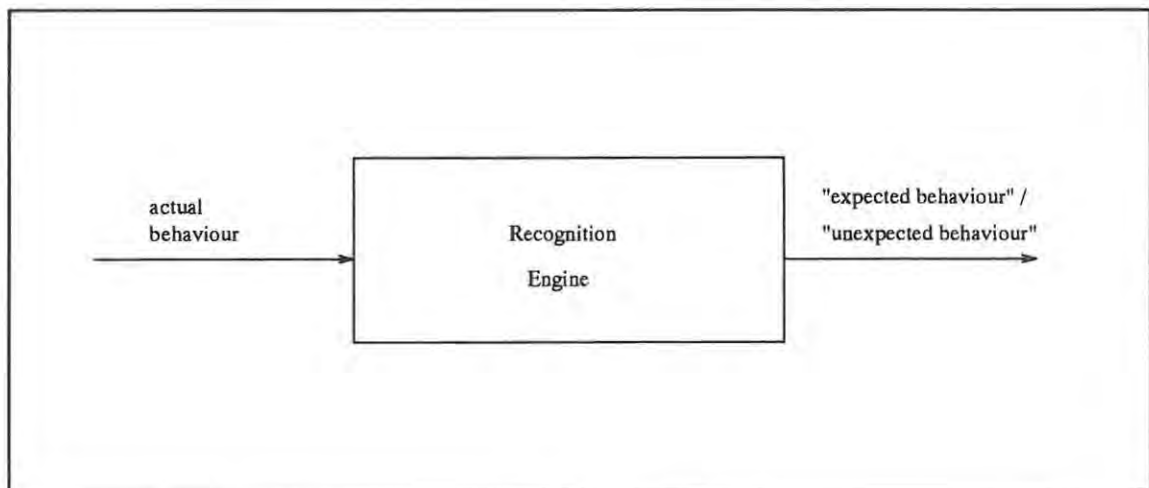 actual
behaviour
Recognition
Engine
"expected behaviour" /
"unexpected behaviour"